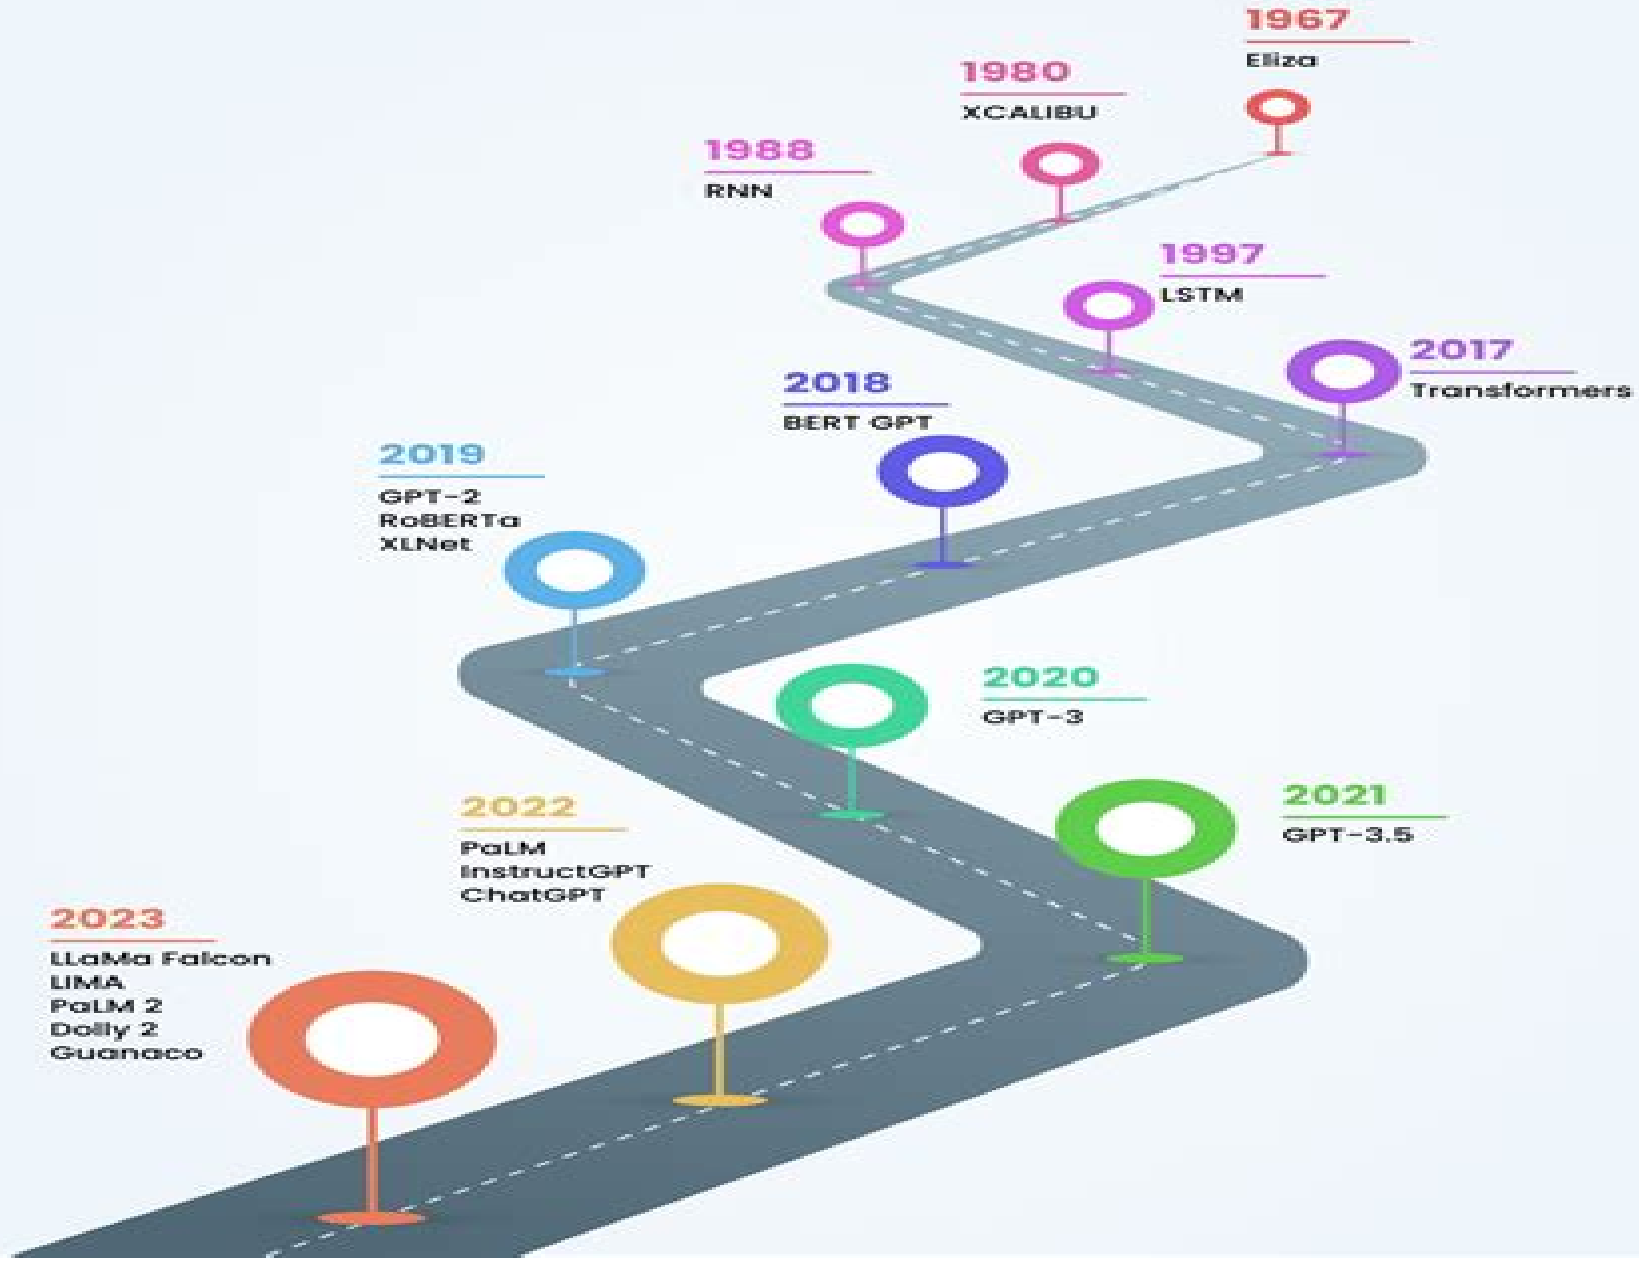 1967
Eliza
1980
XCALIBU
1988
RNN
1997
LSTM
2017
Transformers
2018
BERT GPT
2019
GPT-2
RoBERTa
XLNet
2020
GPT-3
2021
GPT-3.5
2022
PaLM
InstructGPT
ChatGPT
2023
LLaMa Falcon
LIMA
PaLM 2
Dolly 2
Guanaco